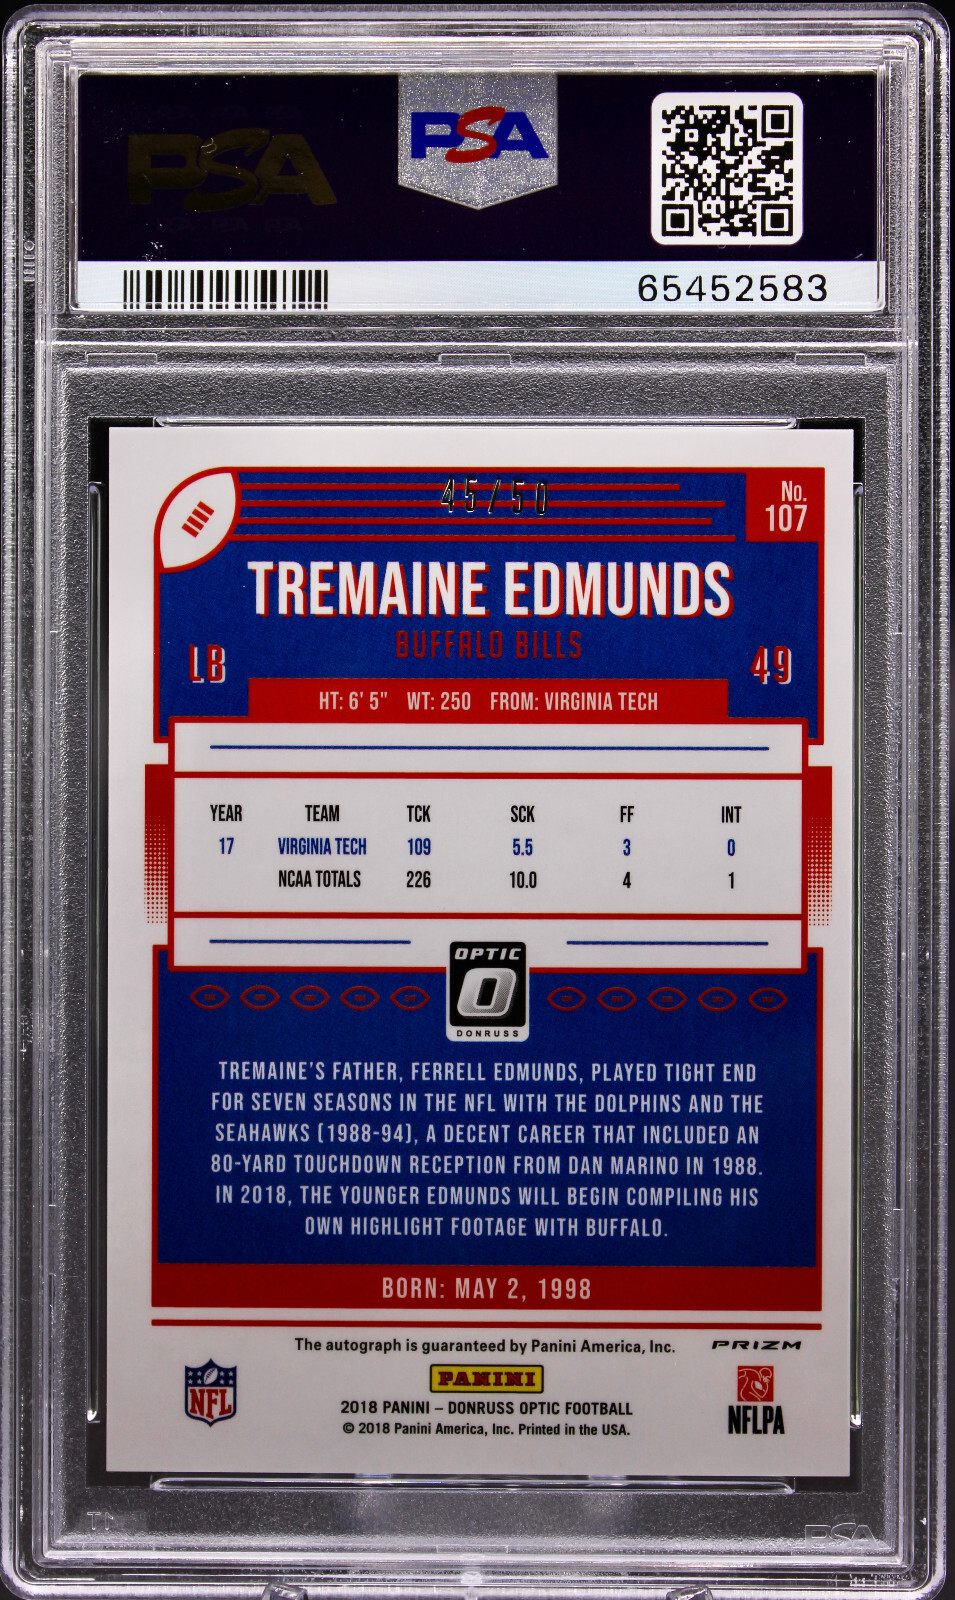 PSA
PSA
65452583
45/50
No.
107
TREMAINE EDMUNDS
BUFFALO BILLS
LB
49
HT: 6' 5" WT: 250 FROM: VIRGINIA TECH
YEAR TEAM TCK SCK FF INT
17 VIRGINIA TECH 109 5.5 3 0
NCAA TOTALS 226 10.0 4 1
OPTIC
O
DONRUSS
TREMAINE'S FATHER, FERRELL EDMUNDS, PLAYED TIGHT END
FOR SEVEN SEASONS IN THE NFL WITH THE DOLPHINS AND THE
SEAHAWKS (1988-94), A DECENT CAREER THAT INCLUDED AN
80-YARD TOUCHDOWN RECEPTION FROM DAN MARINO IN 1988.
IN 2018, THE YOUNGER EDMUNDS WILL BEGIN COMPILING HIS
OWN HIGHLIGHT FOOTAGE WITH BUFFALO.
BORN: MAY 2, 1998
The autograph is guaranteed by Panini America, Inc. PRIZM
NFL
PANINI
2018 PANINI – DONRUSS OPTIC FOOTBALL
© 2018 Panini America, Inc. Printed in the USA.
NFLPA
PSA